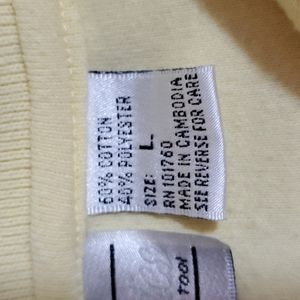 60% COTTON
40% POLYESTER
SIZE: L.
RN101760
MADE IN CAMBODIA
SEE REVERSE FOR CARE